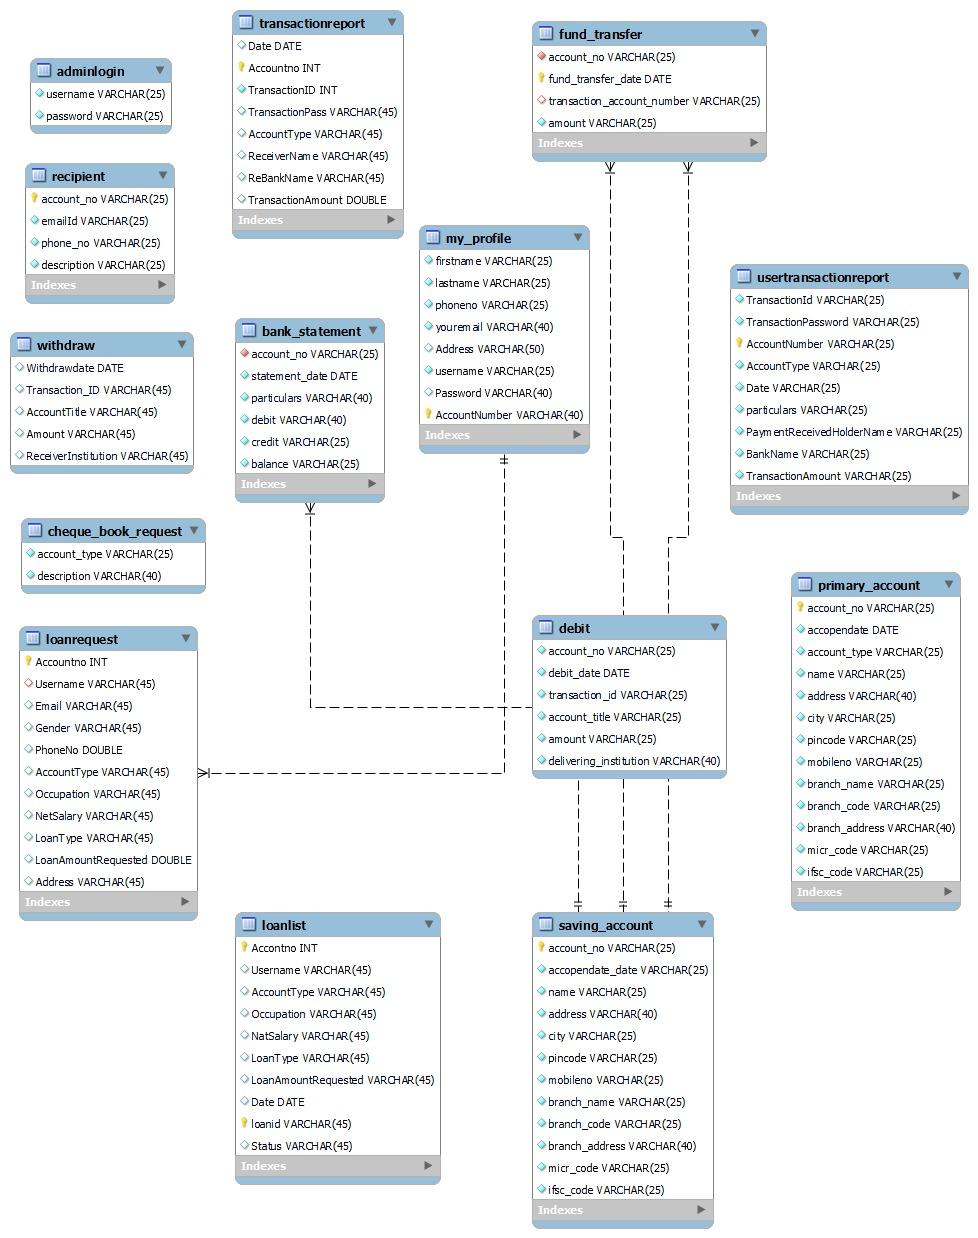 adminlogin
username VARCHAR(25)
password VARCHAR(25)
recipient
account_no VARCHAR(25)
emailId VARCHAR(25)
phone_no VARCHAR(25)
description VARCHAR(25)
Indexes
withdraw
Withdrawdate DATE
Transaction_ID VARCHAR(45)
AccountTitle VARCHAR(45)
Amount VARCHAR(45)
ReceiverInstitution VARCHAR(45)
cheque_book_request
account_type VARCHAR(25)
description VARCHAR(40)
loanrequest
Accountno INT
Username VARCHAR(45)
Email VARCHAR(45)
Gender VARCHAR(45)
PhoneNo DOUBLE
AccountType VARCHAR(45)
Occupation VARCHAR(45)
NetSalary VARCHAR(45)
LoanType VARCHAR(45)
LoanAmountRequested DOUBLE
Address VARCHAR(45)
Indexes
transactionreport
Date DATE
Accountno INT
TransactionID INT
TransactionPass VARCHAR(45)
AccountType VARCHAR(45)
ReceiverName VARCHAR(45)
ReBankName VARCHAR(45)
TransactionAmount DOUBLE
Indexes
bank_statement
account_no VARCHAR(25)
statement_date DATE
particulars VARCHAR(40)
debit VARCHAR(40)
credit VARCHAR(25)
balance VARCHAR(25)
Indexes
loanlist
Accontno INT
Username VARCHAR(45)
AccountType VARCHAR(45)
Occupation VARCHAR(45)
NatSalary VARCHAR(45)
LoanType VARCHAR(45)
LoanAmountRequested VARCHAR(45)
Date DATE
loanid VARCHAR(45)
Status VARCHAR(45)
Indexes
my_profile
firstname VARCHAR(25)
lastname VARCHAR(25)
phoneno VARCHAR(25)
youremail VARCHAR(40)
Address VARCHAR(50)
username VARCHAR(25)
Password VARCHAR(40)
AccountNumber VARCHAR(40)
Indexes
fund_transfer
account_no VARCHAR(25)
fund_transfer_date DATE
transaction_account_number VARCHAR(25)
amount VARCHAR(25)
Indexes
debit
account_no VARCHAR(25)
debit_date DATE
transaction_id VARCHAR(25)
account_title VARCHAR(25)
amount VARCHAR(25)
delivering_institution VARCHAR(40)
saving_account
account_no VARCHAR(25)
accopendate_date VARCHAR(25)
name VARCHAR(25)
address VARCHAR(40)
city VARCHAR(25)
pincode VARCHAR(25)
mobileno VARCHAR(25)
branch_name VARCHAR(25)
branch_code VARCHAR(25)
branch_address VARCHAR(40)
micr_code VARCHAR(25)
ifsc_code VARCHAR(25)
Indexes
usertransactionreport
TransactionId VARCHAR(25)
TransactionPassword VARCHAR(25)
AccountNumber VARCHAR(25)
AccountType VARCHAR(25)
Date VARCHAR(25)
particulars VARCHAR(25)
PaymentReceivedHolderName VARCHAR(25)
BankName VARCHAR(25)
TransactionAmount VARCHAR(25)
Indexes
primary_account
account_no VARCHAR(25)
accopendate DATE
account_type VARCHAR(25)
name VARCHAR(25)
address VARCHAR(40)
city VARCHAR(25)
pincode VARCHAR(25)
mobileno VARCHAR(25)
branch_name VARCHAR(25)
branch_code VARCHAR(25)
branch_address VARCHAR(40)
micr_code VARCHAR(25)
ifsc_code VARCHAR(25)
Indexes